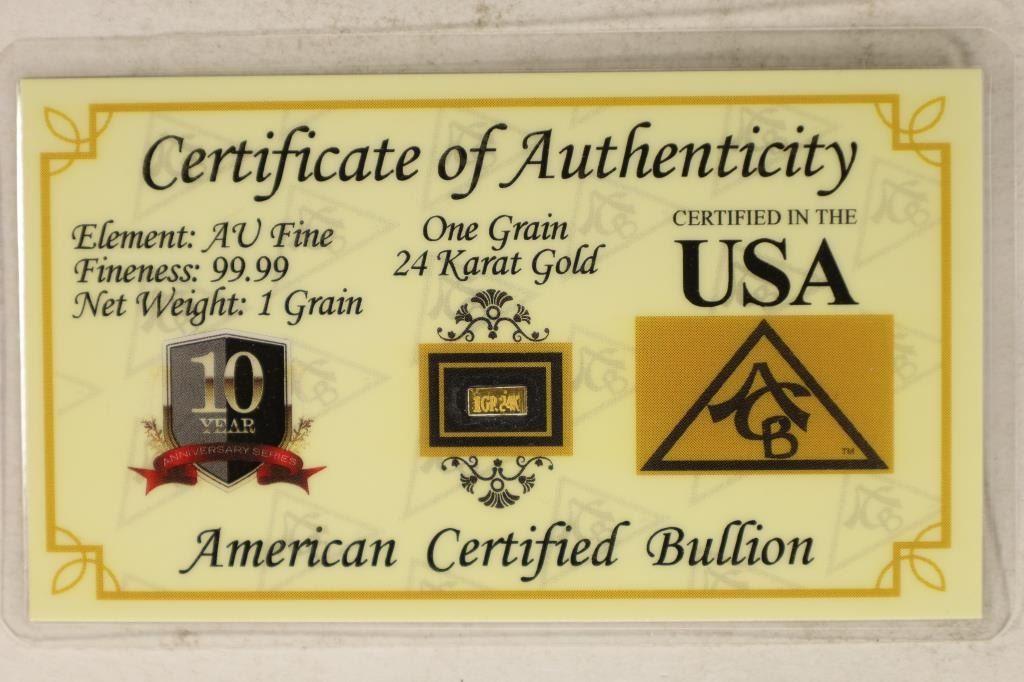 Certificate of Authenticity
Element: AU Fine
Fineness: 99.99
Net Weight: 1 Grain
One Grain
24 Karat Gold
CERTIFIED IN THE
USA
10
YEAR
ANNIVERSARY SERIES
1GR.24K
ACB
TM
American Certified Bullion